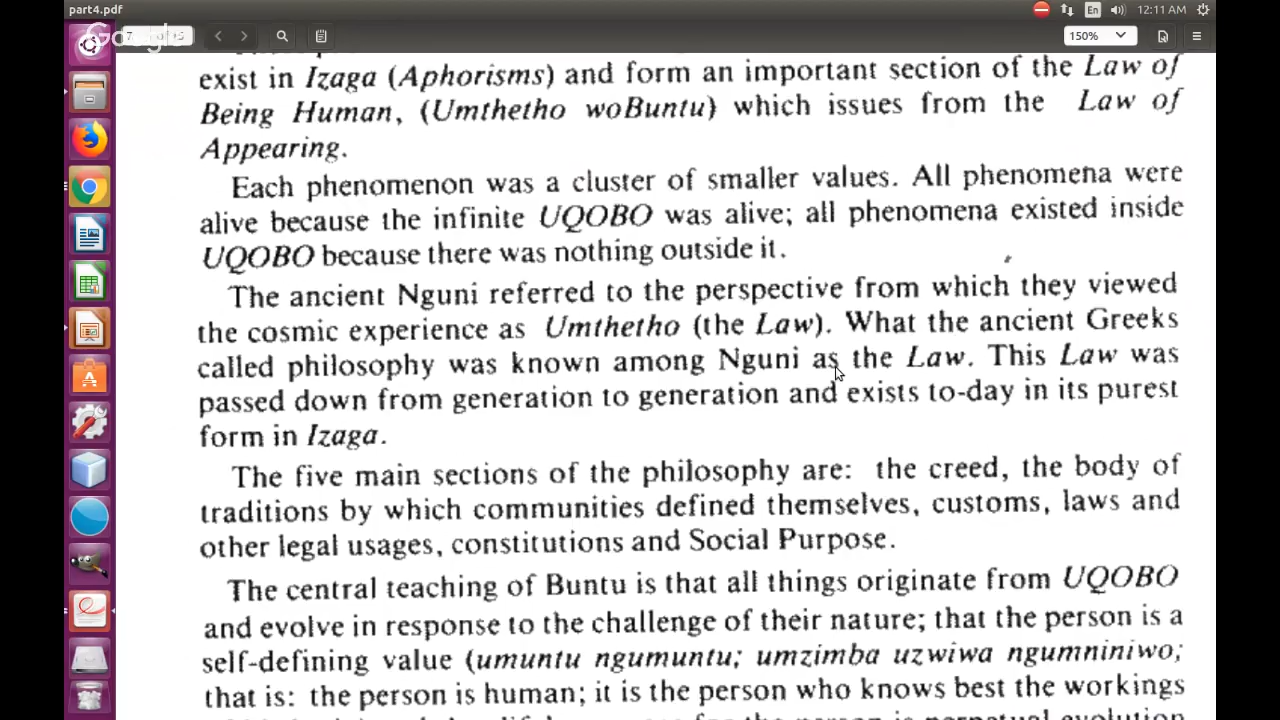 part4.pdf
En 12:11 AM
Google
7 of 15
150%
exist in Izaga (Aphorisms) and form an important section of the Law of
Being Human, (Umthetho woBuntu) which issues from the Law of
Appearing.
Each phenomenon was a cluster of smaller values. All phenomena were
alive because the infinite UQOBO was alive; all phenomena existed inside
UQOBO because there was nothing outside it.
The ancient Nguni referred to the perspective from which they viewed
the cosmic experience as Umthetho (the Law). What the ancient Greeks
called philosophy was known among Nguni as the Law. This Law was
passed down from generation to generation and exists to-day in its purest
form in Izaga.
The five main sections of the philosophy are: the creed, the body of
traditions by which communities defined themselves, customs, laws and
other legal usages, constitutions and Social Purpose.
The central teaching of Buntu is that all things originate from UQOBO
and evolve in response to the challenge of their nature; that the person is a
self-defining value (umuntu ngumuntu; umzimba uzwiwa ngumniniwo;
that is: the person is human; it is the person who knows best the workings